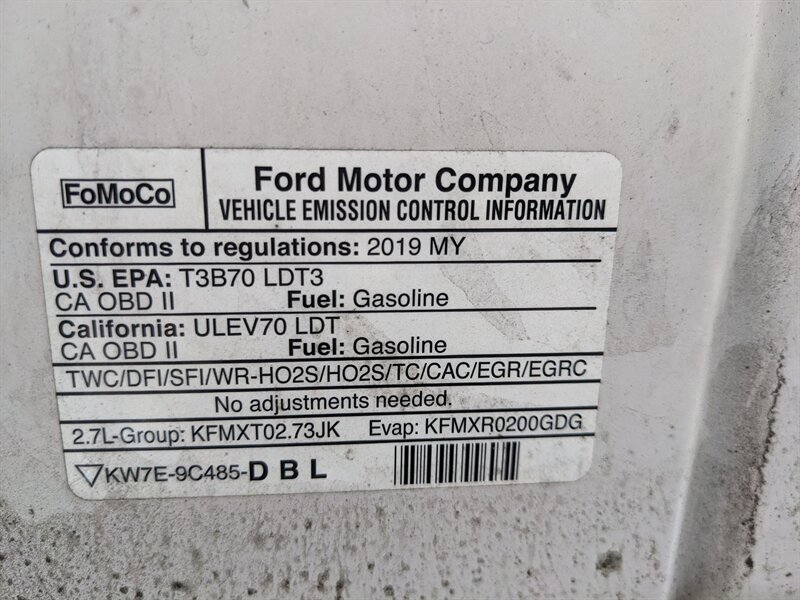 FoMoCo
Ford Motor Company
VEHICLE EMISSION CONTROL INFORMATION
Conforms to regulations: 2019 MY
U.S. EPA: T3B70 LDT3
CA OBD II Fuel: Gasoline
California: ULEV70 LDT
CA OBD II Fuel: Gasoline
TWC/DFI/SFI/WR-HO2S/HO2S/TC/CAC/EGR/EGRC
No adjustments needed.
2.7L-Group: KFMXT02.73JK Evap: KFMXR0200GDG
KW7E-9C485-D B L